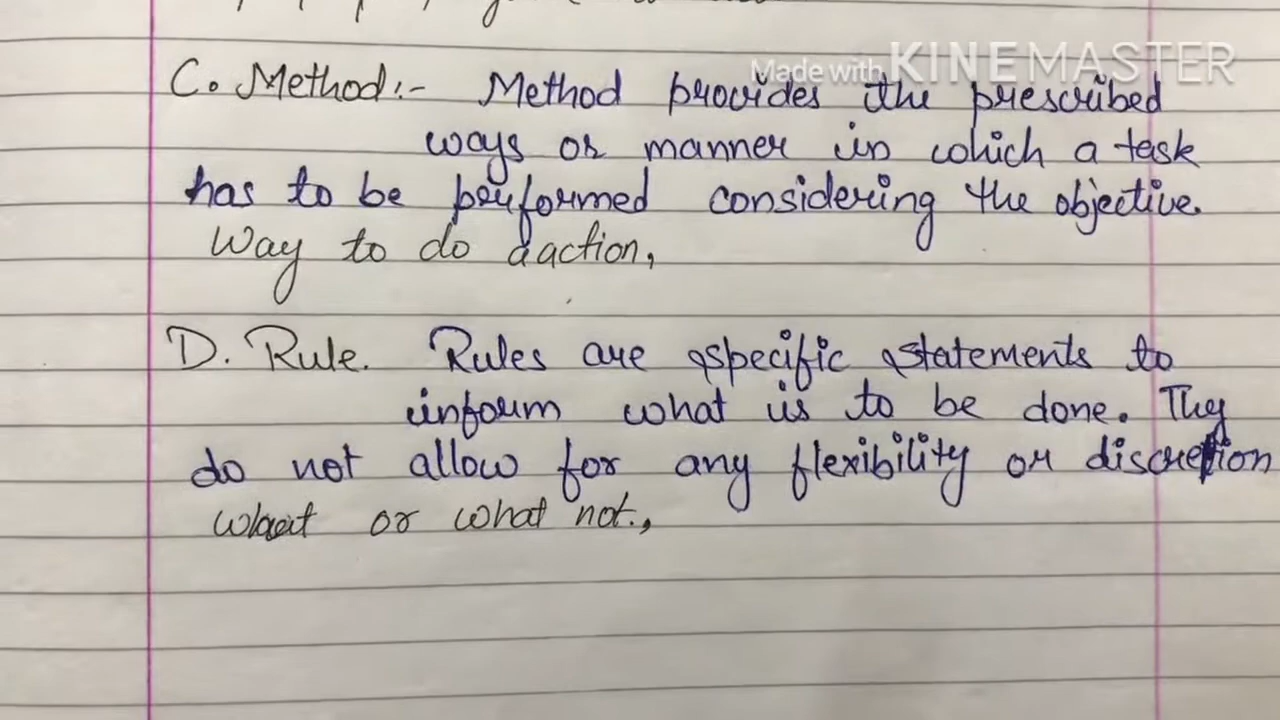 Made with KINEMASTER
C. Method:- Method provides the prescribed
ways or manner in which a task
has to be performed considering the objective.
Way to do a action,
D. Rule. Rules are specific statements to
inform what is to be done. They
do not allow for any flexibility or discretion
what or what not.,